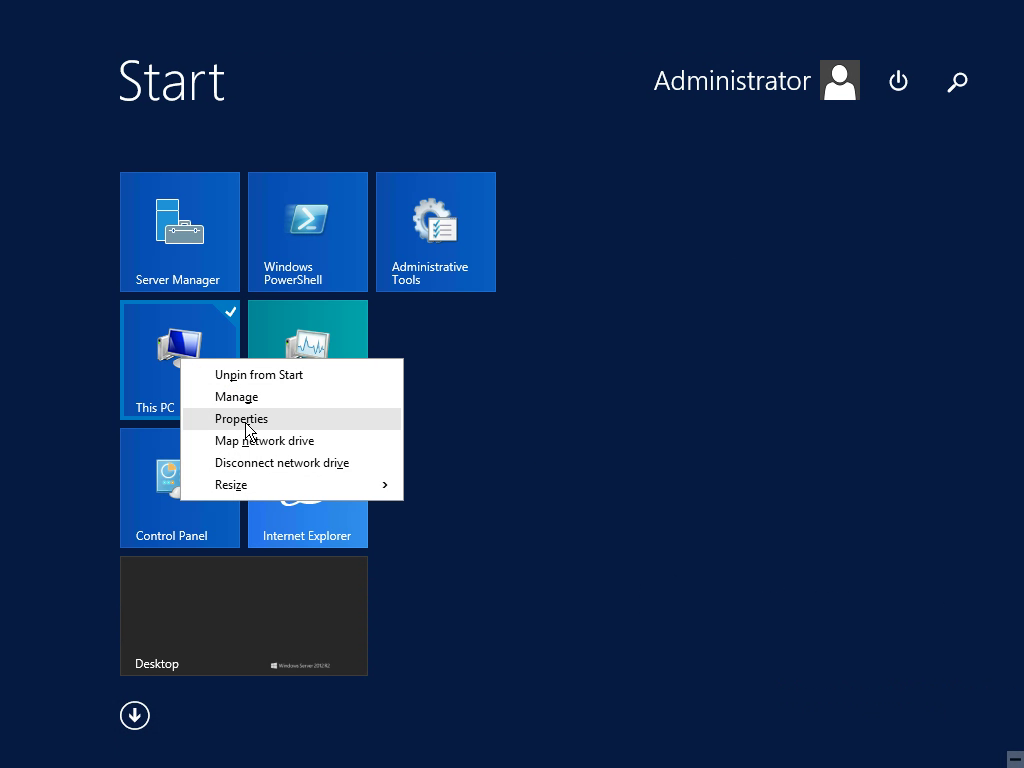 Start
Administrator
Server Manager
Windows
PowerShell
Administrative
Tools
This PC
Unpin from Start
Manage
Properties
Map network drive
Disconnect network drive
Resize
Control Panel
Internet Explorer
Desktop
Windows Server 2012 R2